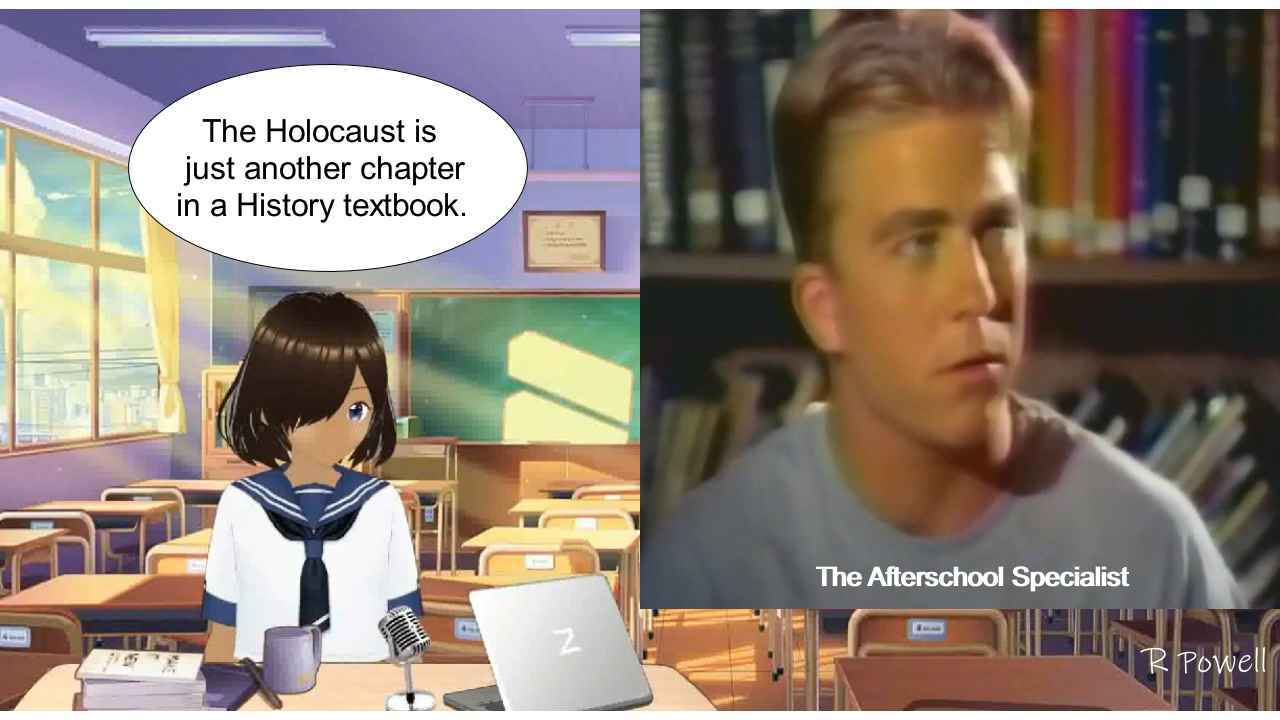 The Holocaust is
just another chapter
in a History textbook.
The Afterschool Specialist
Z
R Powell